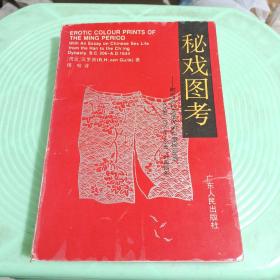 EROTIC COLOUR PRINTS OF
THE MING PERIOD
With An Essay on Chinese Sex Life
from the Han to the Ch'ing
Dynasty, B.C. 206-A.D. 1644
〔荷兰〕高罗佩(R.H.van Gulik)著
杨权 译
秘戏图考
广东人民出版社